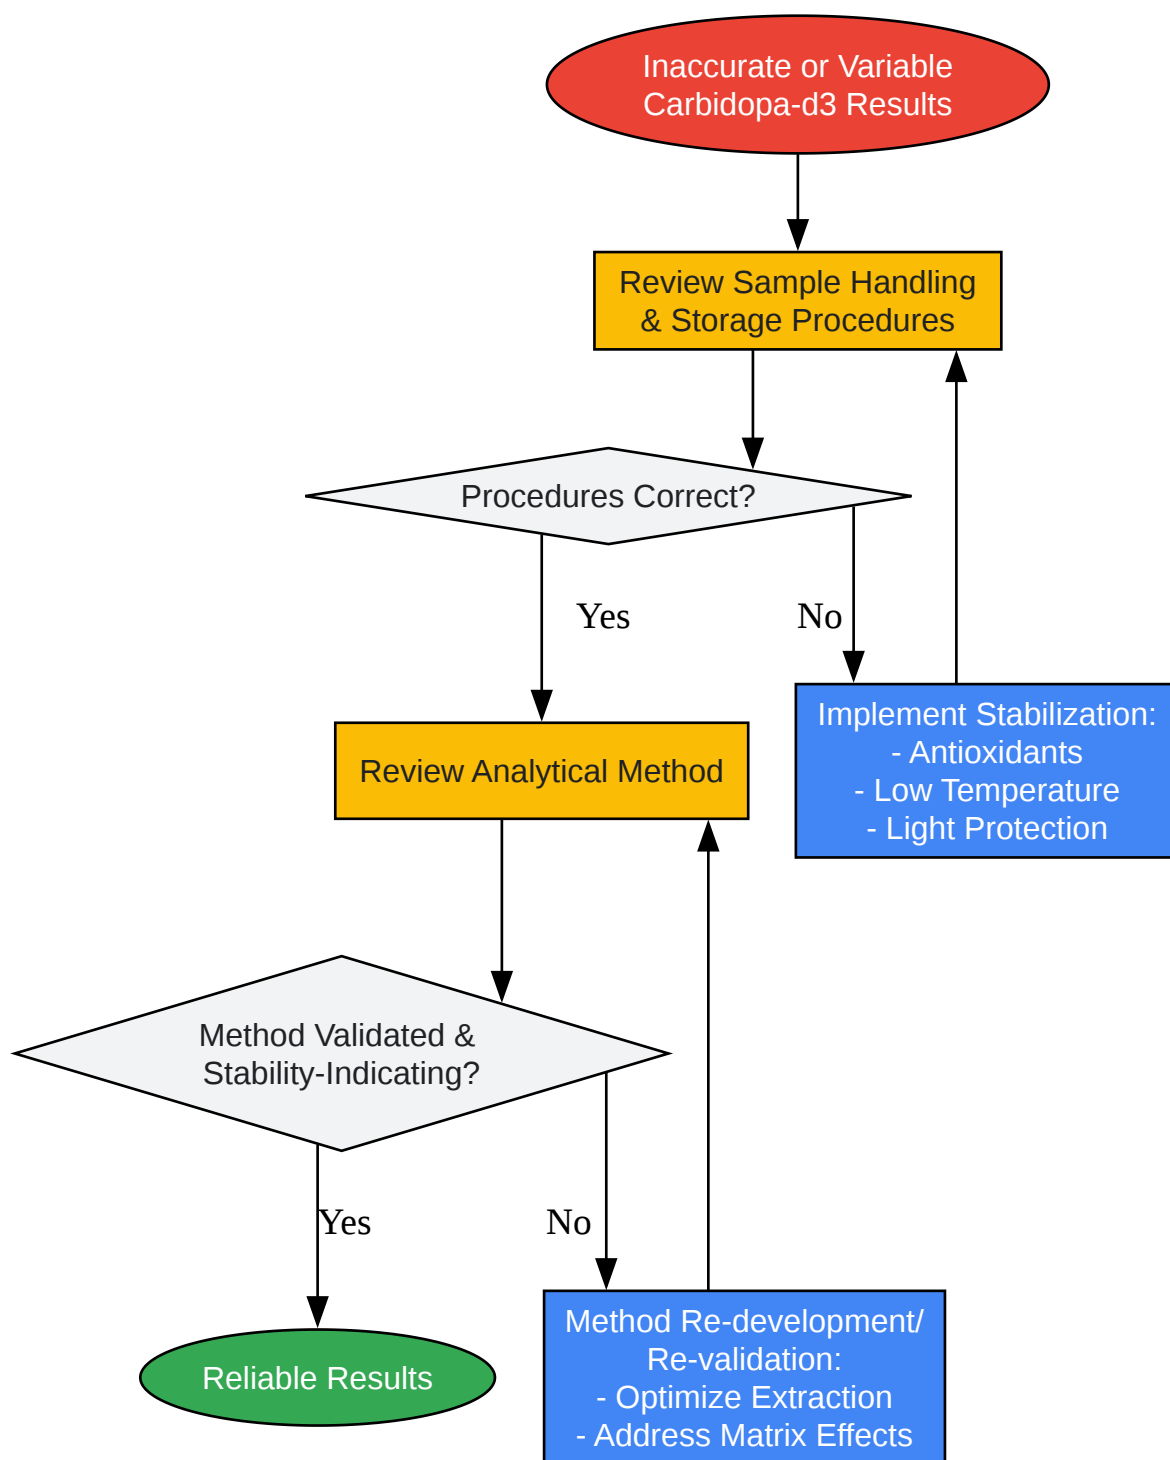 Inaccurate or Variable
Carbidopa-d3 Results
Review Sample Handling
& Storage Procedures
Procedures Correct?
Yes
No
Implement Stabilization:
- Antioxidants
- Low Temperature
- Light Protection
Review Analytical Method
Method Validated &
Stability-Indicating?
Yes
No
Reliable Results
Method Re-development/
Re-validation:
- Optimize Extraction
- Address Matrix Effects